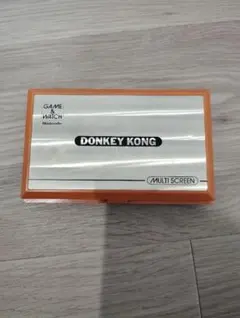 GAME
&
WATCH
Nintendo
DONKEY KONG
MULTI SCREEN